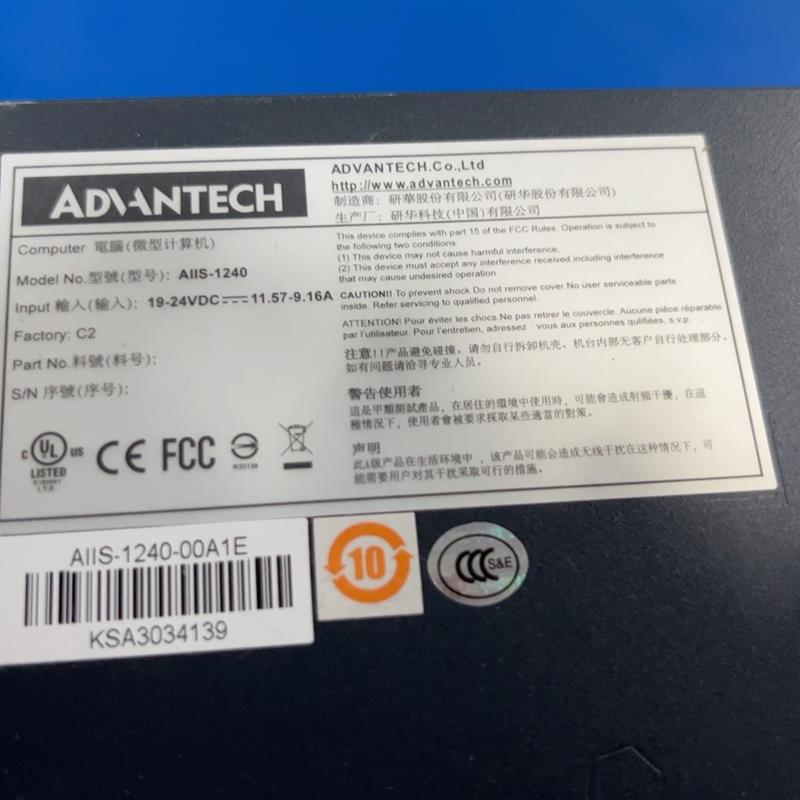 ADVANTECH
ADVANTECH.Co.,Ltd
http://www.advantech.com
制造商: 研華股份有限公司(研华股份有限公司)
生产厂: 研华科技(中国)有限公司
Computer 電腦(微型计算机)
Model No.型號(型号): AIIS-1240
Input 輸入(输入): 19-24VDC⎓11.57-9.16A
Factory: C2
Part No.料號(料号):
S/N 序號(序号):
This device complies with part 15 of the FCC Rules. Operation is subject to
the following two conditions.
(1) This device may not cause harmful interference,
(2) This device must accept any interference received,including interference
that may cause undesired operation.
CAUTION!! To prevent shock Do not remove cover No user serviceable parts
inside. Refer servicing to qualified personnel.
ATTENTION! Pour éviter les chocs.Ne pas retirer le couvercle. Aucune pièce réparable
par l'utilisateur. Pour l'entretien, adressez - vous aux personnes qulifiées, s.v.p.
注意!!产品避免碰撞。请勿自行拆卸机壳。机台内部无客户自行处理部分。
如有问题请洽寻专业人员。
警告使用者
這是甲類測試產品,在居住的環境中使用時,可能會造成射頻干擾,在這
種情況下,使用者會被要求採取某些適當的對策。
声明
此A级产品在生活环境中,该产品可能会造成无线干扰在这种情况下,可
能需要用户对其干扰采取可行的措施。
C UL US
LISTED
I.T.E.
CE FCC
R33138
AIIS-1240-00A1E
KSA3034139
10
CCC S&E